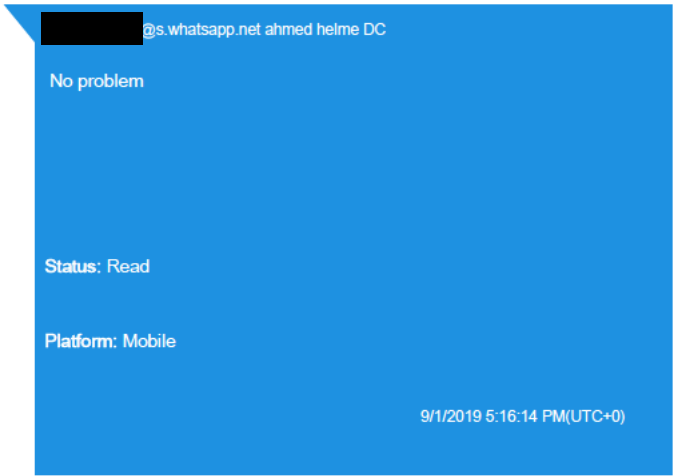 @s.whatsapp.net ahmed helme DC
No problem
Status: Read
Platform: Mobile
9/1/2019 5:16:14 PM(UTC+0)